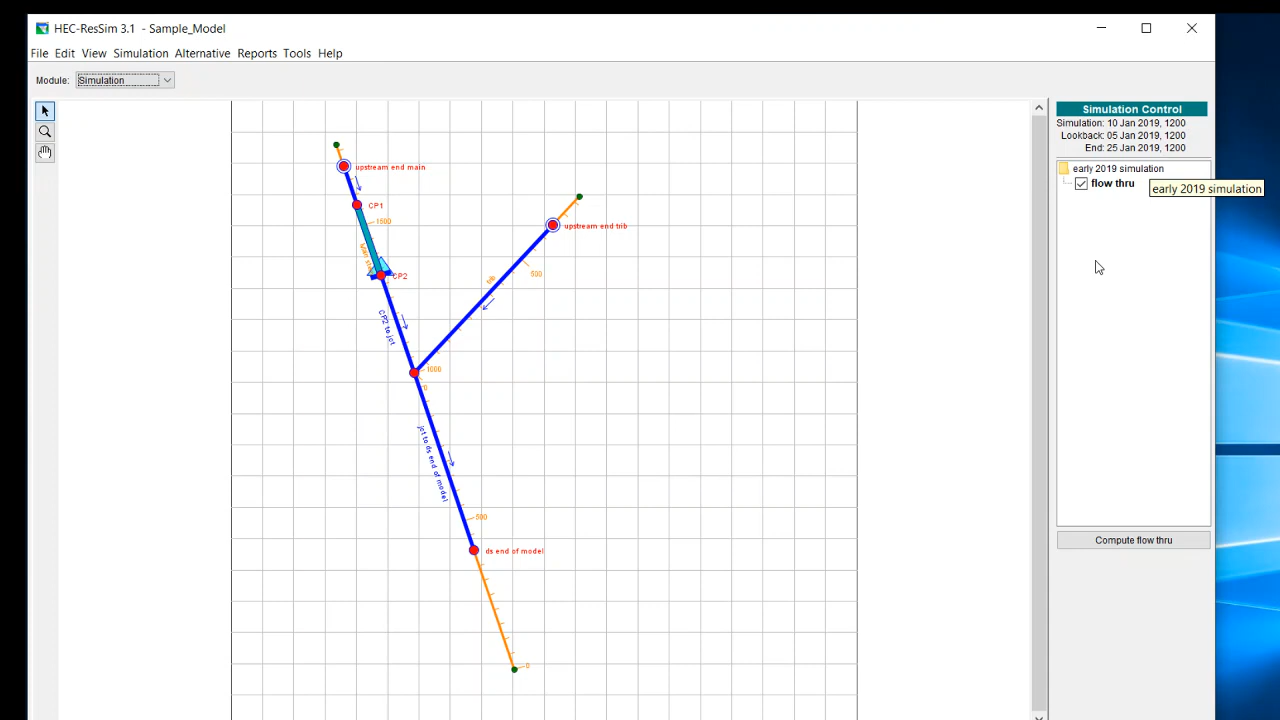 HEC-ResSim 3.1 - Sample_Model
File Edit View Simulation Alternative Reports Tools Help
Module: Simulation
Simulation Control
Simulation: 10 Jan 2019, 1200
Lookback: 05 Jan 2019, 1200
End: 25 Jan 2019, 1200
early 2019 simulation
flow thru
early 2019 simulation
Compute flow thru
upstream end main
CP1
1500
CP2
upstream end trib
500
trib
CP2 to jct
1000
0
jct to ds end of model
500
ds end of model
0